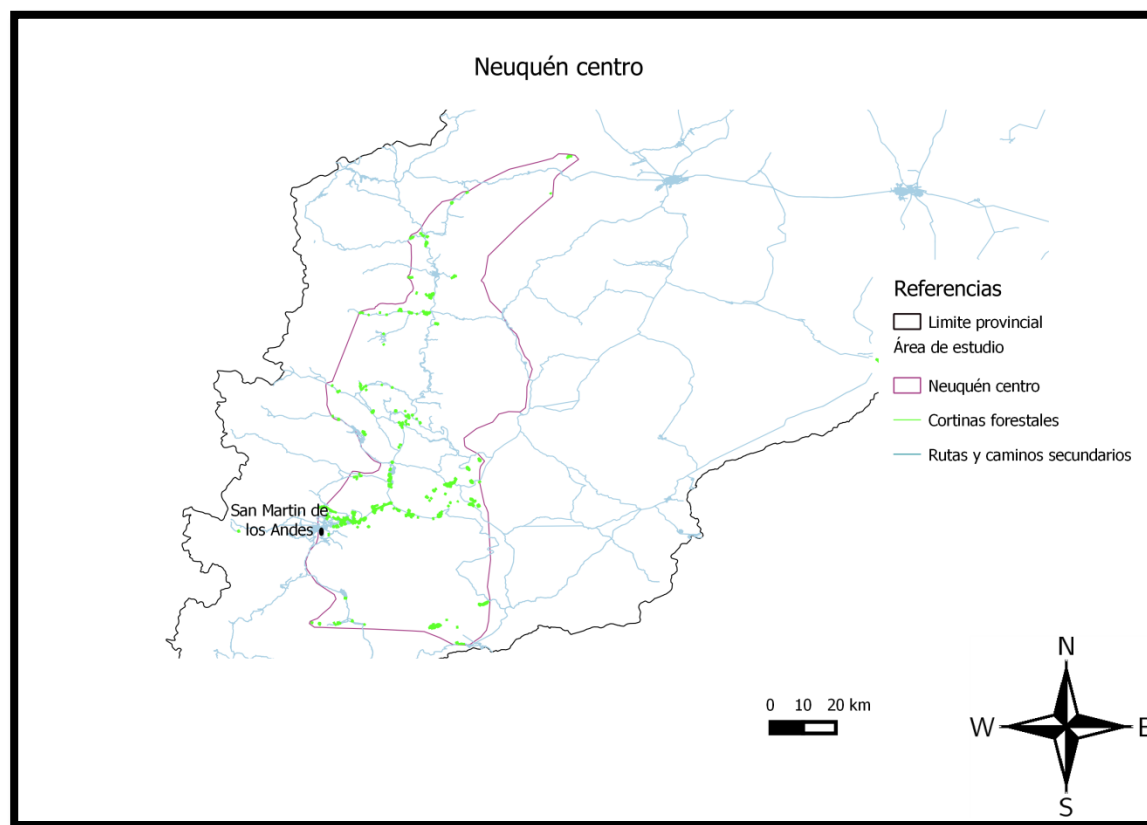 Neuquén centro
Referencias
Limite provincial
Área de estudio
Neuquén centro
Cortinas forestales
Rutas y caminos secundarios
San Martin de
los Andes
0 10 20 km
N
W E
S